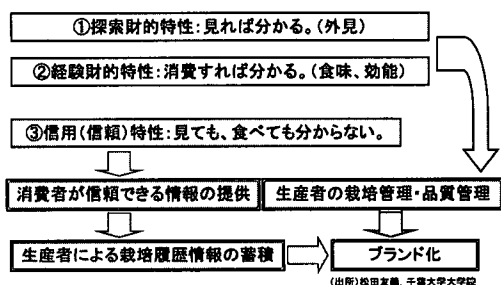 ①探索財的特性：見れば分かる。（外見）
②経験財的特性：消費すれば分かる。（食味、効能）
③信用（信頼）特性：見ても、食べても分からない。
消費者が信頼できる情報の提供
生産者の栽培管理・品質管理
生産者による栽培履歴情報の蓄積
ブランド化
（出所）松田友義、千葉大学大学院